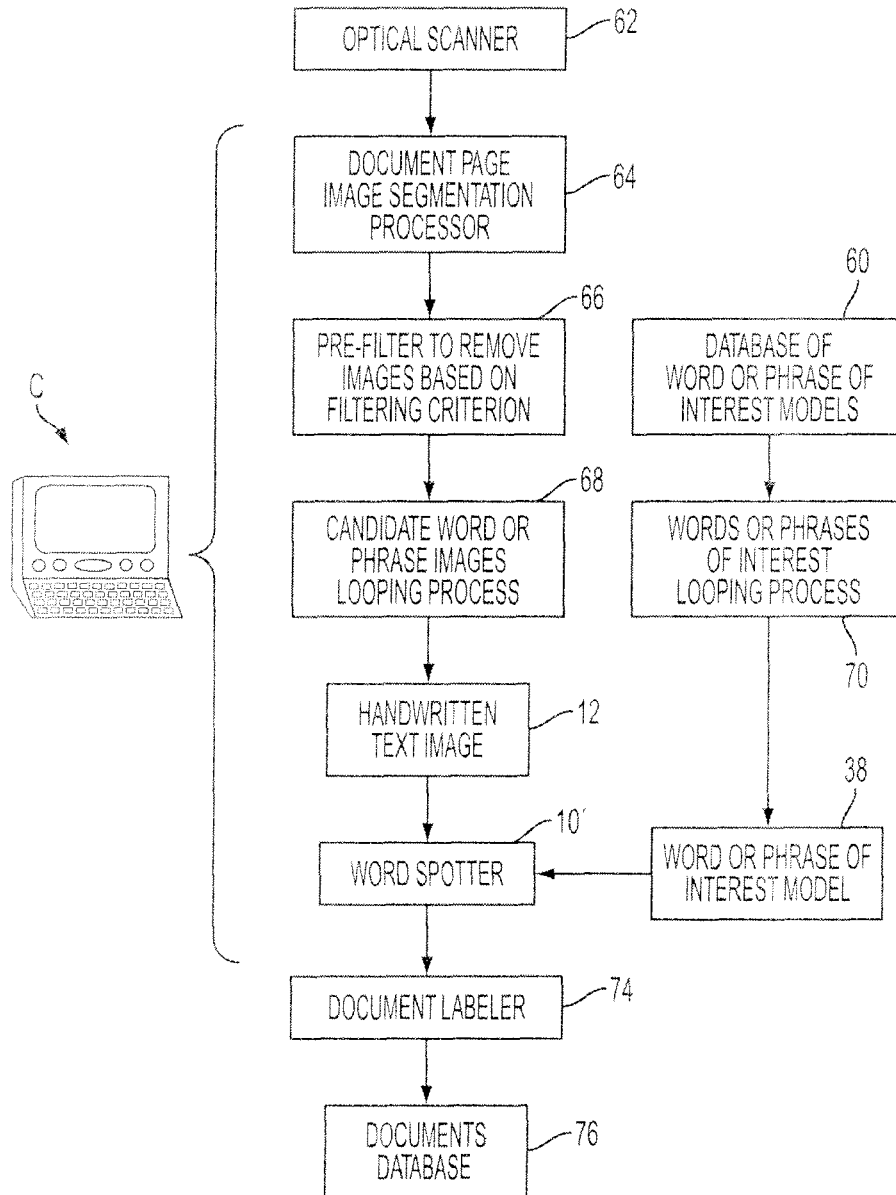 OPTICAL SCANNER
62
DOCUMENT PAGE
IMAGE SEGMENTATION
PROCESSOR
64
66
PRE-FILTER TO REMOVE
IMAGES BASED ON
FILTERING CRITERION
60
DATABASE OF
WORD OR PHRASE OF
INTEREST MODELS
C
68
CANDIDATE WORD OR
PHRASE IMAGES
LOOPING PROCESS
WORDS OR PHRASES
OF INTEREST
LOOPING PROCESS
70
HANDWRITTEN
TEXT IMAGE
12
38
10'
WORD SPOTTER
WORD OR PHRASE OF
INTEREST MODEL
DOCUMENT LABELER
74
DOCUMENTS
DATABASE
76